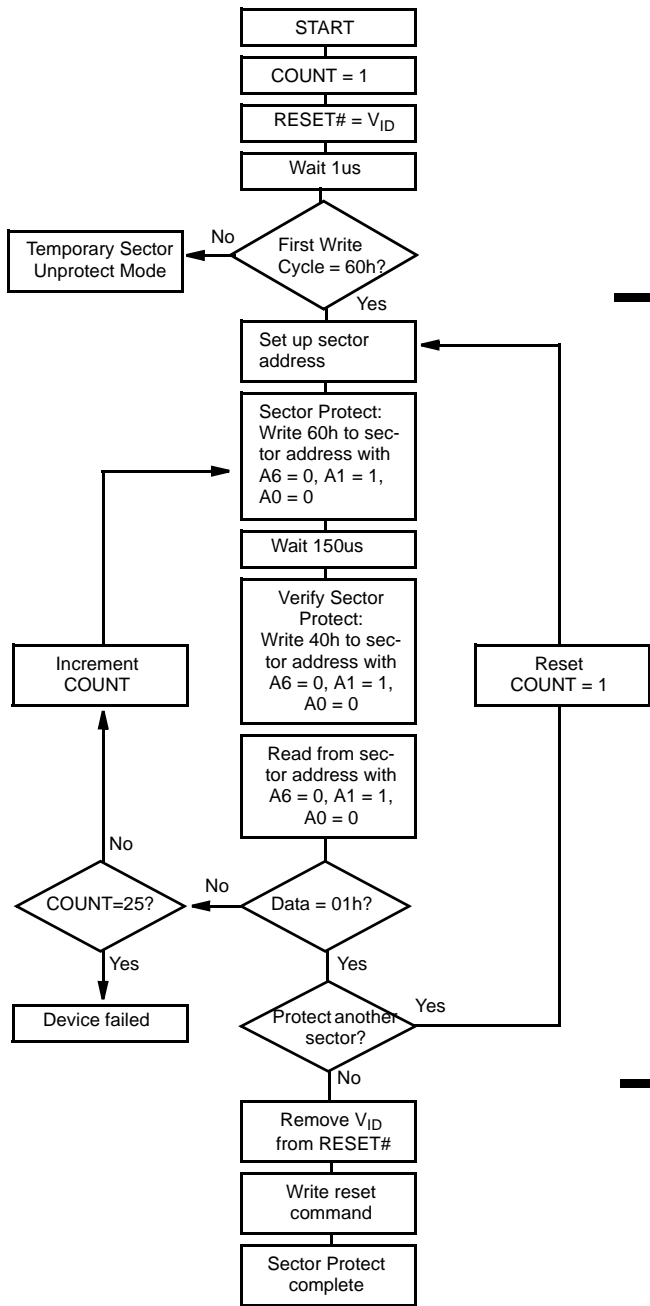 START
COUNT = 1
RESET# = VID
Wait 1us
First Write
Cycle = 60h?
No
Temporary Sector
Unprotect Mode
Yes
Set up sector
address
Sector Protect:
Write 60h to sec-
tor address with
A6 = 0, A1 = 1,
A0 = 0
Wait 150us
Verify Sector
Protect:
Write 40h to sec-
tor address with
A6 = 0, A1 = 1,
A0 = 0
Increment
COUNT
Reset
COUNT = 1
Read from sec-
tor address with
A6 = 0, A1 = 1,
A0 = 0
No
COUNT=25?
No
Data = 01h?
Yes
Yes
Device failed
Protect another
sector?
Yes
No
Remove VID
from RESET#
Write reset
command
Sector Protect
complete